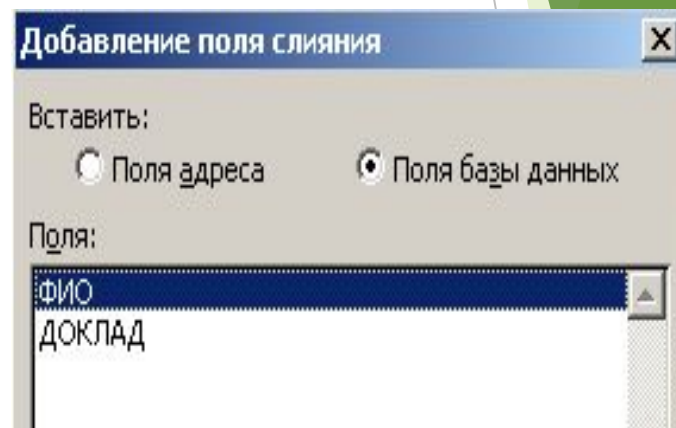 Добавление поля слияния
Вставить:
Поля адреса Поля базы данных
Поля:
ФИО
ДОКЛАД